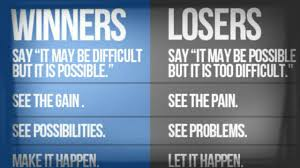 WINNERS
SAY “IT MAY BE DIFFICULT
BUT IT IS POSSIBLE.”
SEE THE GAIN.
SEE POSSIBILITIES.
MAKE IT HAPPEN.
LOSERS
SAY “IT MAY BE POSSIBLE
BUT IT IS TOO DIFFICULT.”
SEE THE PAIN.
SEE PROBLEMS.
LET IT HAPPEN.